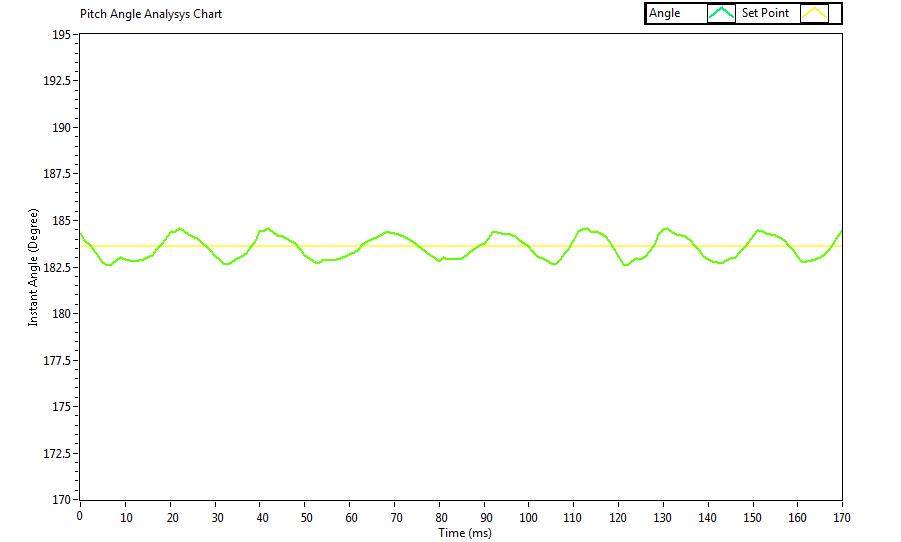 Pitch Angle Analysys Chart
Angle Set Point
195
192.5
190
187.5
185
182.5
180
177.5
175
172.5
170
Instant Angle (Degree)
0 10 20 30 40 50 60 70 80 90 100 110 120 130 140 150 160 170
Time (ms)